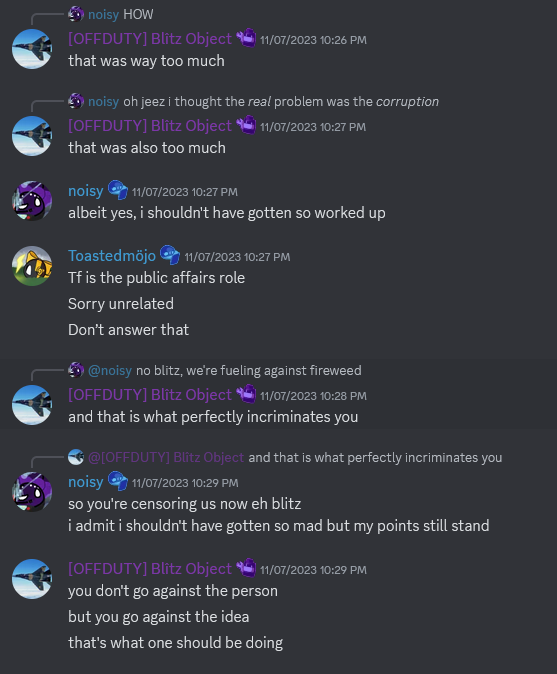 noisy HOW
[OFFDUTY] Blitz Object 11/07/2023 10:26 PM
that was way too much
noisy oh jeez i thought the real problem was the corruption
[OFFDUTY] Blitz Object 11/07/2023 10:27 PM
that was also too much
noisy 11/07/2023 10:27 PM
albeit yes, i shouldn't have gotten so worked up
Toastedmöjo 11/07/2023 10:27 PM
Tf is the public affairs role
Sorry unrelated
Don't answer that
@noisy no blitz, we're fueling against fireweed
[OFFDUTY] Blitz Object 11/07/2023 10:28 PM
and that is what perfectly incriminates you
@[OFFDUTY] Blitz Object and that is what perfectly incriminates you
noisy 11/07/2023 10:29 PM
so you're censoring us now eh blitz
i admit i shouldn't have gotten so mad but my points still stand
[OFFDUTY] Blitz Object 11/07/2023 10:29 PM
you don't go against the person
but you go against the idea
that's what one should be doing